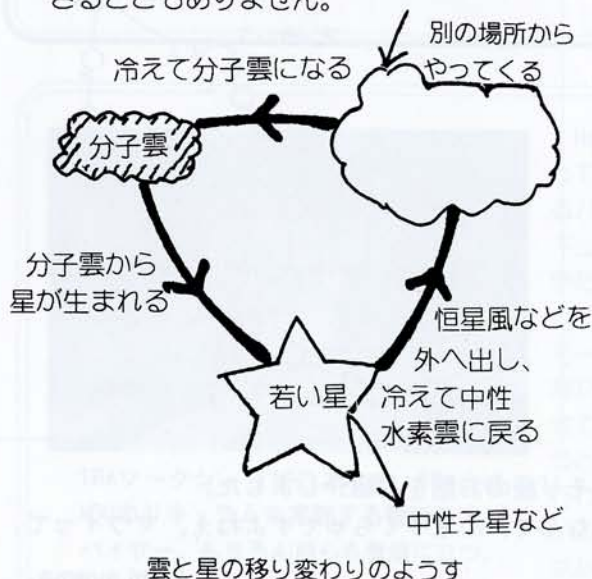 きることもありません。
別の場所から
やってくる
冷えて分子雲になる
分子雲
分子雲から
星が生まれる
若い星
恒星風などを
外へ出し、
冷えて中性
水素雲に戻る
中性子星など
雲と星の移り変わりのようす